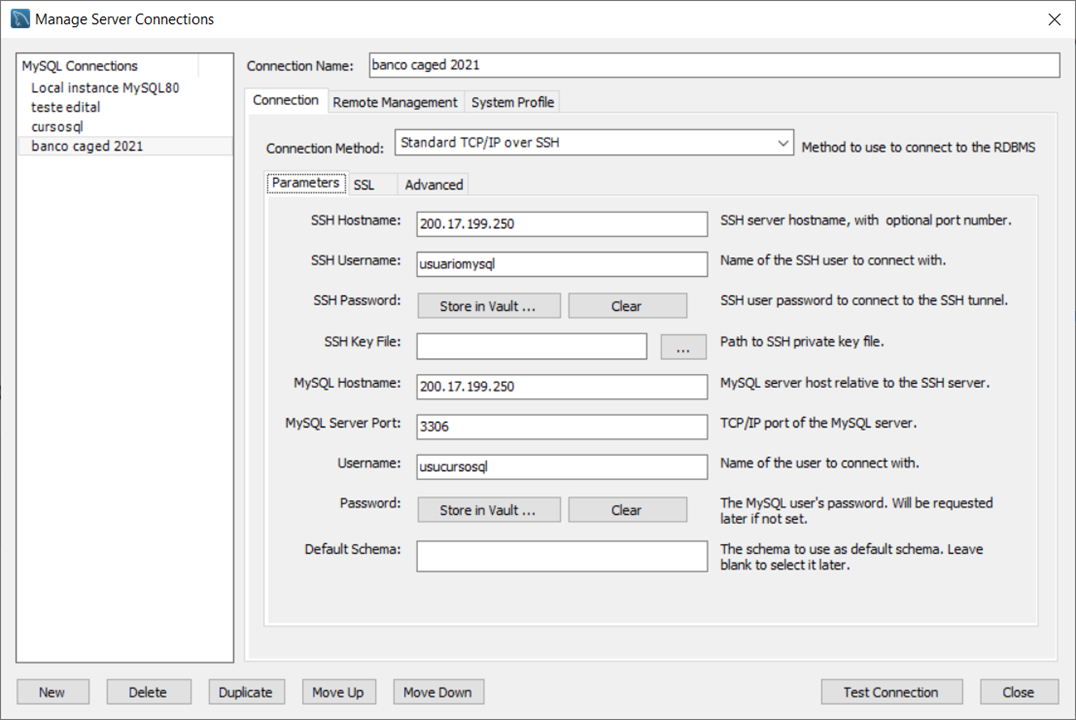 Manage Server Connections
MySQL Connections
Local instance MySQL80
teste edital
cursosql
banco caged 2021
Connection Name: banco caged 2021
Connection Remote Management System Profile
Connection Method: Standard TCP/IP over SSH Method to use to connect to the RDBMS
Parameters SSL Advanced
SSH Hostname: 200.17.199.250 SSH server hostname, with optional port number.
SSH Username: usuariomysql Name of the SSH user to connect with.
SSH Password: Store in Vault ... Clear SSH user password to connect to the SSH tunnel.
SSH Key File: ... Path to SSH private key file.
MySQL Hostname: 200.17.199.250 MySQL server host relative to the SSH server.
MySQL Server Port: 3306 TCP/IP port of the MySQL server.
Username: usucursosql Name of the user to connect with.
Password: Store in Vault ... Clear The MySQL user's password. Will be requested
later if not set.
Default Schema: The schema to use as default schema. Leave
blank to select it later.
New Delete Duplicate Move Up Move Down Test Connection Close